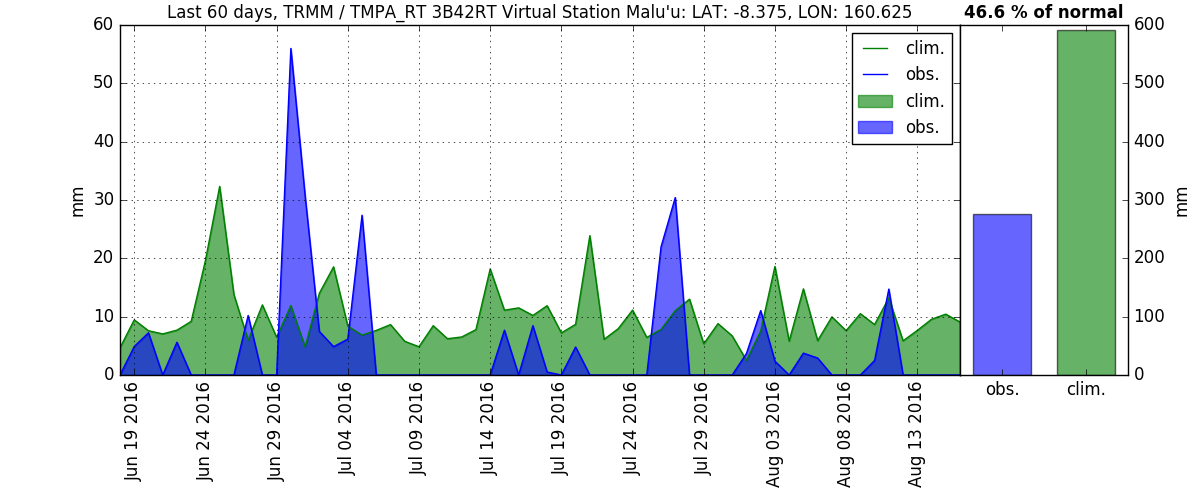 Last 60 days, TRMM / TMPA_RT 3B42RT Virtual Station Malu'u: LAT: -8.375, LON: 160.625
46.6 % of normal
60
50
40
30
20
10
0
mm
clim.
obs.
clim.
obs.
600
500
400
300
200
100
0
mm
Jun 19 2016
Jun 24 2016
Jun 29 2016
Jul 04 2016
Jul 09 2016
Jul 14 2016
Jul 19 2016
Jul 24 2016
Jul 29 2016
Aug 03 2016
Aug 08 2016
Aug 13 2016
obs.
clim.